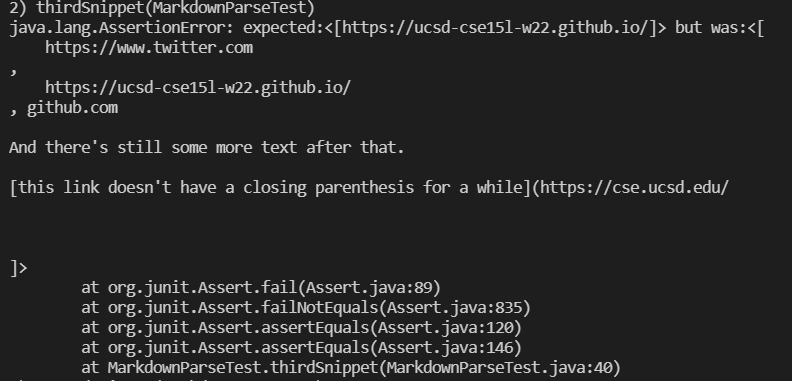 2) thirdSnippet(MarkdownParseTest)
java.lang.AssertionError: expected:<[https://ucsd-cse15l-w22.github.io/]> but was:<[
    https://www.twitter.com
,
    https://ucsd-cse15l-w22.github.io/
, github.com

And there's still some more text after that.

[this link doesn't have a closing parenthesis for a while](https://cse.ucsd.edu/



]>
        at org.junit.Assert.fail(Assert.java:89)
        at org.junit.Assert.failNotEquals(Assert.java:835)
        at org.junit.Assert.assertEquals(Assert.java:120)
        at org.junit.Assert.assertEquals(Assert.java:146)
        at MarkdownParseTest.thirdSnippet(MarkdownParseTest.java:40)